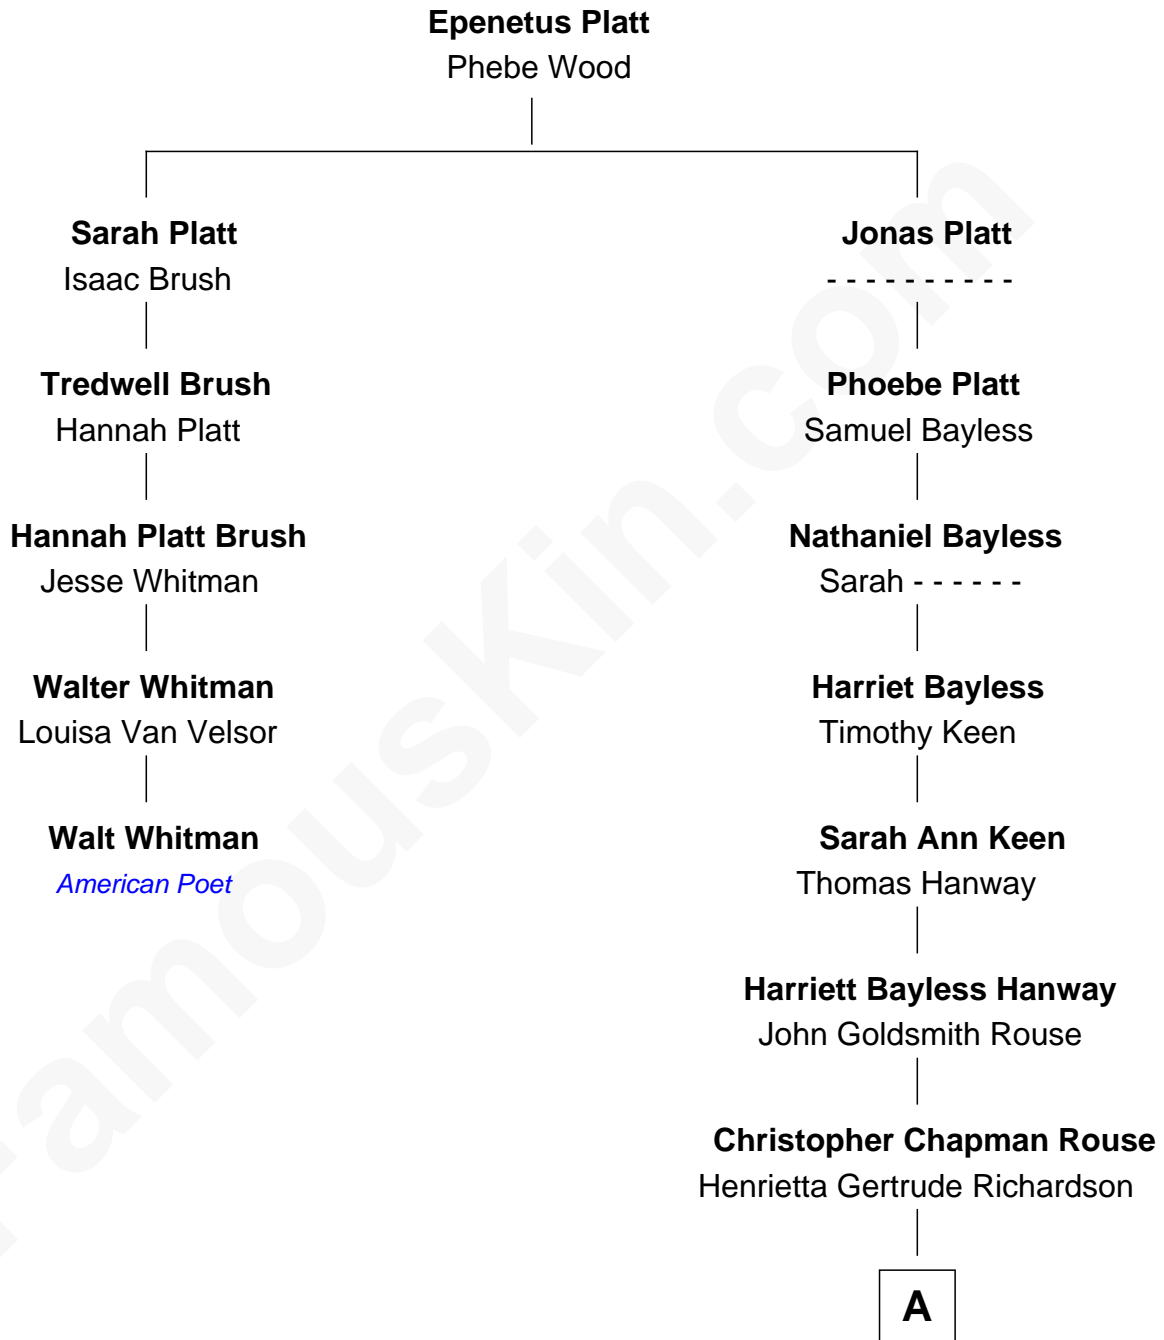 Epenetus Platt
Phebe Wood
Sarah Platt
Isaac Brush
Jonas Platt
- - - - - - - - - -
Tredwell Brush
Hannah Platt
Phoebe Platt
Samuel Bayless
Hannah Platt Brush
Jesse Whitman
Nathaniel Bayless
Sarah - - - - - -
Walter Whitman
Louisa Van Velsor
Harriet Bayless
Timothy Keen
Walt Whitman
American Poet
Sarah Ann Keen
Thomas Hanway
Harriett Bayless Hanway
John Goldsmith Rouse
Christopher Chapman Rouse
Henrietta Gertrude Richardson
A
FamousKin.com